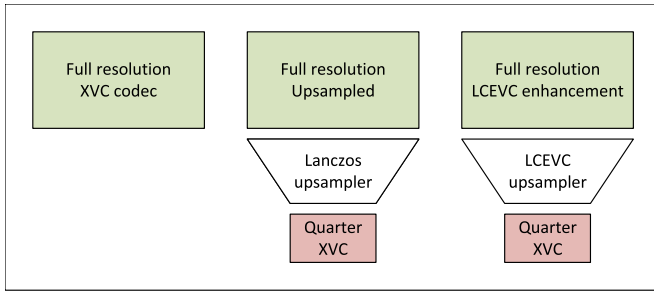 Full resolution
XVC codec
Full resolution
Upsampled
Full resolution
LCEVC enhancement
Lanczos
upsampler
LCEVC
upsampler
Quarter
XVC
Quarter
XVC